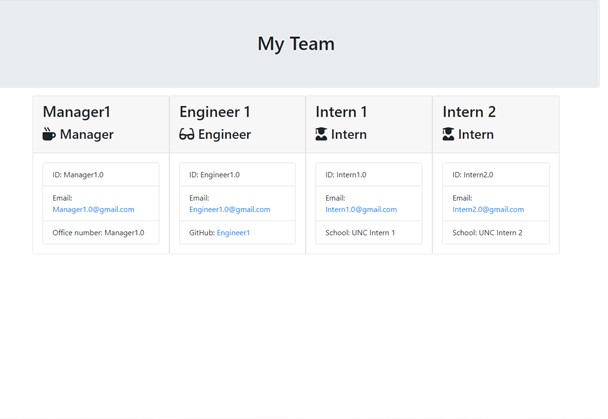 My Team
Manager1
Manager
ID: Manager1.0
Email:
Manager1.0@gmail.com
Office number: Manager1.0
Engineer 1
Engineer
ID: Engineer1.0
Email:
Engineer1.0@gmail.com
GitHub: Engineer1
Intern 1
Intern
ID: Intern1.0
Email:
Intern1.0@gmail.com
School: UNC Intern 1
Intern 2
Intern
ID: Intern2.0
Email:
Intern2.0@gmail.com
School: UNC Intern 2